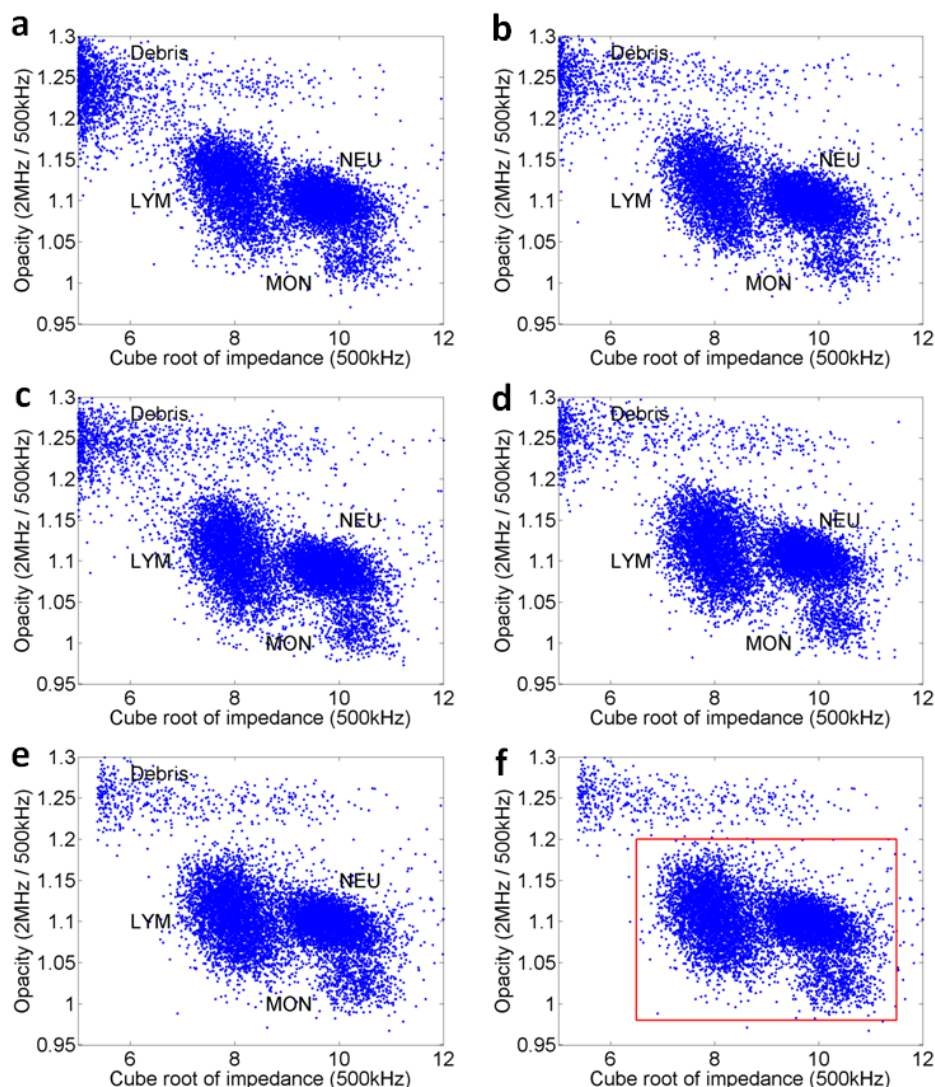 a
1.3
1.25
1.2
1.15
1.1
1.05
1
0.95
Debris
NEU
LYM
MON
6 8 10 12
Opacity (2MHz / 500kHz)
Cube root of impedance (500kHz)
b
1.3
1.25
1.2
1.15
1.1
1.05
1
0.95
Debris
NEU
LYM
MON
6 8 10 12
Opacity (2MHz / 500kHz)
Cube root of impedance (500kHz)
c
1.3
1.25
1.2
1.15
1.1
1.05
1
0.95
Debris
NEU
LYM
MON
6 8 10 12
Opacity (2MHz / 500kHz)
Cube root of impedance (500kHz)
d
1.3
1.25
1.2
1.15
1.1
1.05
1
0.95
Debris
NEU
LYM
MON
6 8 10 12
Opacity (2MHz / 500kHz)
Cube root of impedance (500kHz)
e
1.3
1.25
1.2
1.15
1.1
1.05
1
0.95
Debris
NEU
LYM
MON
6 8 10 12
Opacity (2MHz / 500kHz)
Cube root of impedance (500kHz)
f
1.3
1.25
1.2
1.15
1.1
1.05
1
0.95
6 8 10 12
Opacity (2MHz / 500kHz)
Cube root of impedance (500kHz)